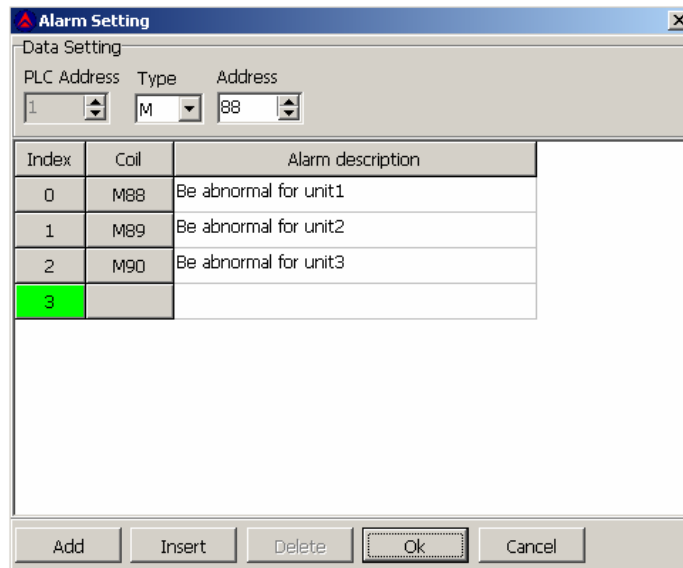 Alarm Setting
Data Setting
PLC Address Type Address
1 M 88
Index Coil Alarm description
0 M88 Be abnormal for unit1
1 M89 Be abnormal for unit2
2 M90 Be abnormal for unit3
3
Add Insert Delete Ok Cancel